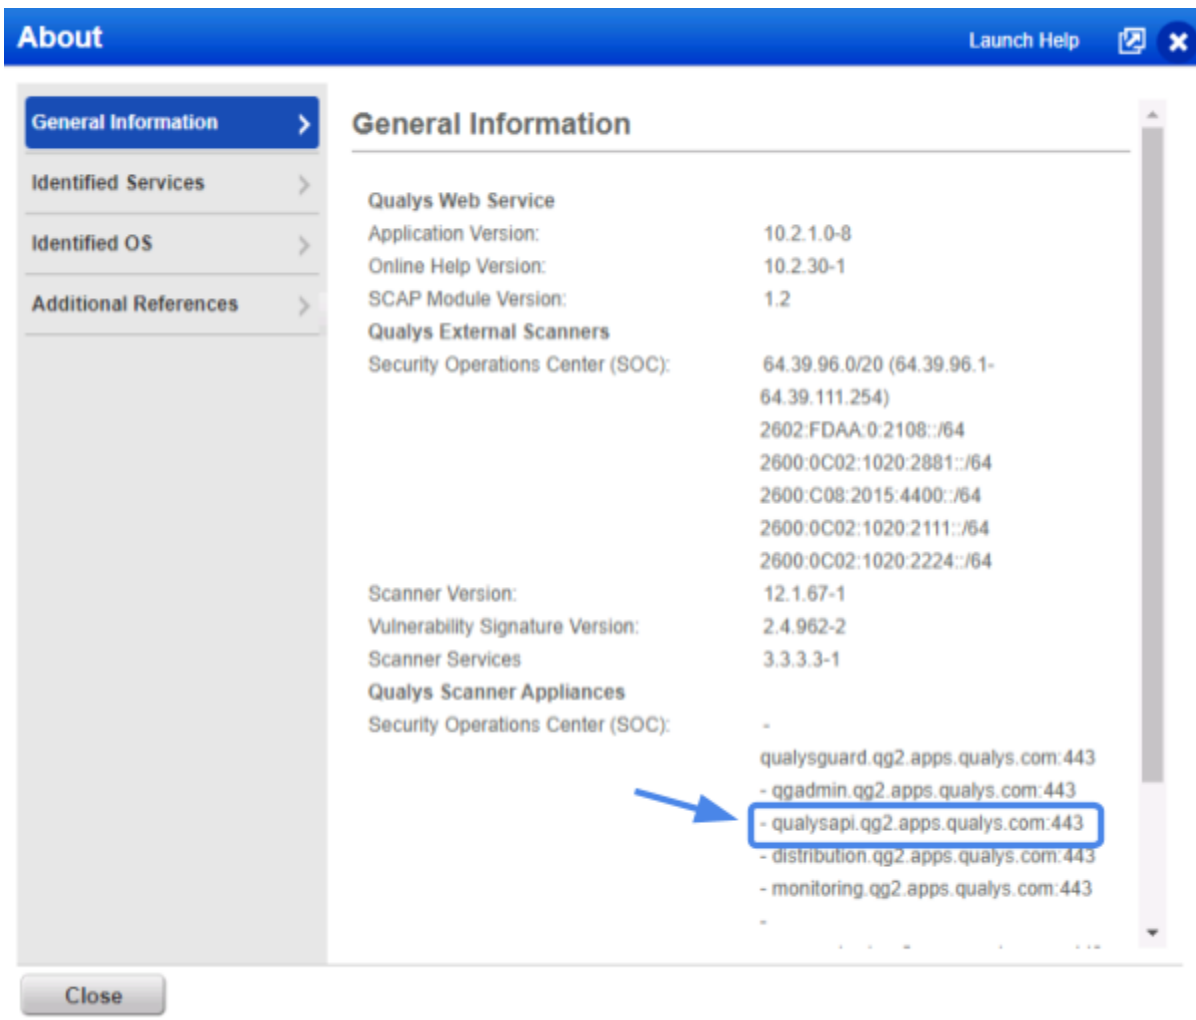 About
Launch Help
General Information
Identified Services
Identified OS
Additional References
General Information
Qualys Web Service
Application Version: 10.2.1.0-8
Online Help Version: 10.2.30-1
SCAP Module Version: 1.2
Qualys External Scanners
Security Operations Center (SOC): 64.39.96.0/20 (64.39.96.1-
64.39.111.254)
2602:FDAA:0:2108::/64
2600:0C02:1020:2881::/64
2600:C08:2015:4400::/64
2600:0C02:1020:2111::/64
2600:0C02:1020:2224::/64
Scanner Version: 12.1.67-1
Vulnerability Signature Version: 2.4.962-2
Scanner Services 3.3.3.3-1
Qualys Scanner Appliances
Security Operations Center (SOC): -
qualysguard.qg2.apps.qualys.com:443
- qgadmin.qg2.apps.qualys.com:443
- qualysapi.qg2.apps.qualys.com:443
- distribution.qg2.apps.qualys.com:443
- monitoring.qg2.apps.qualys.com:443
-
Close